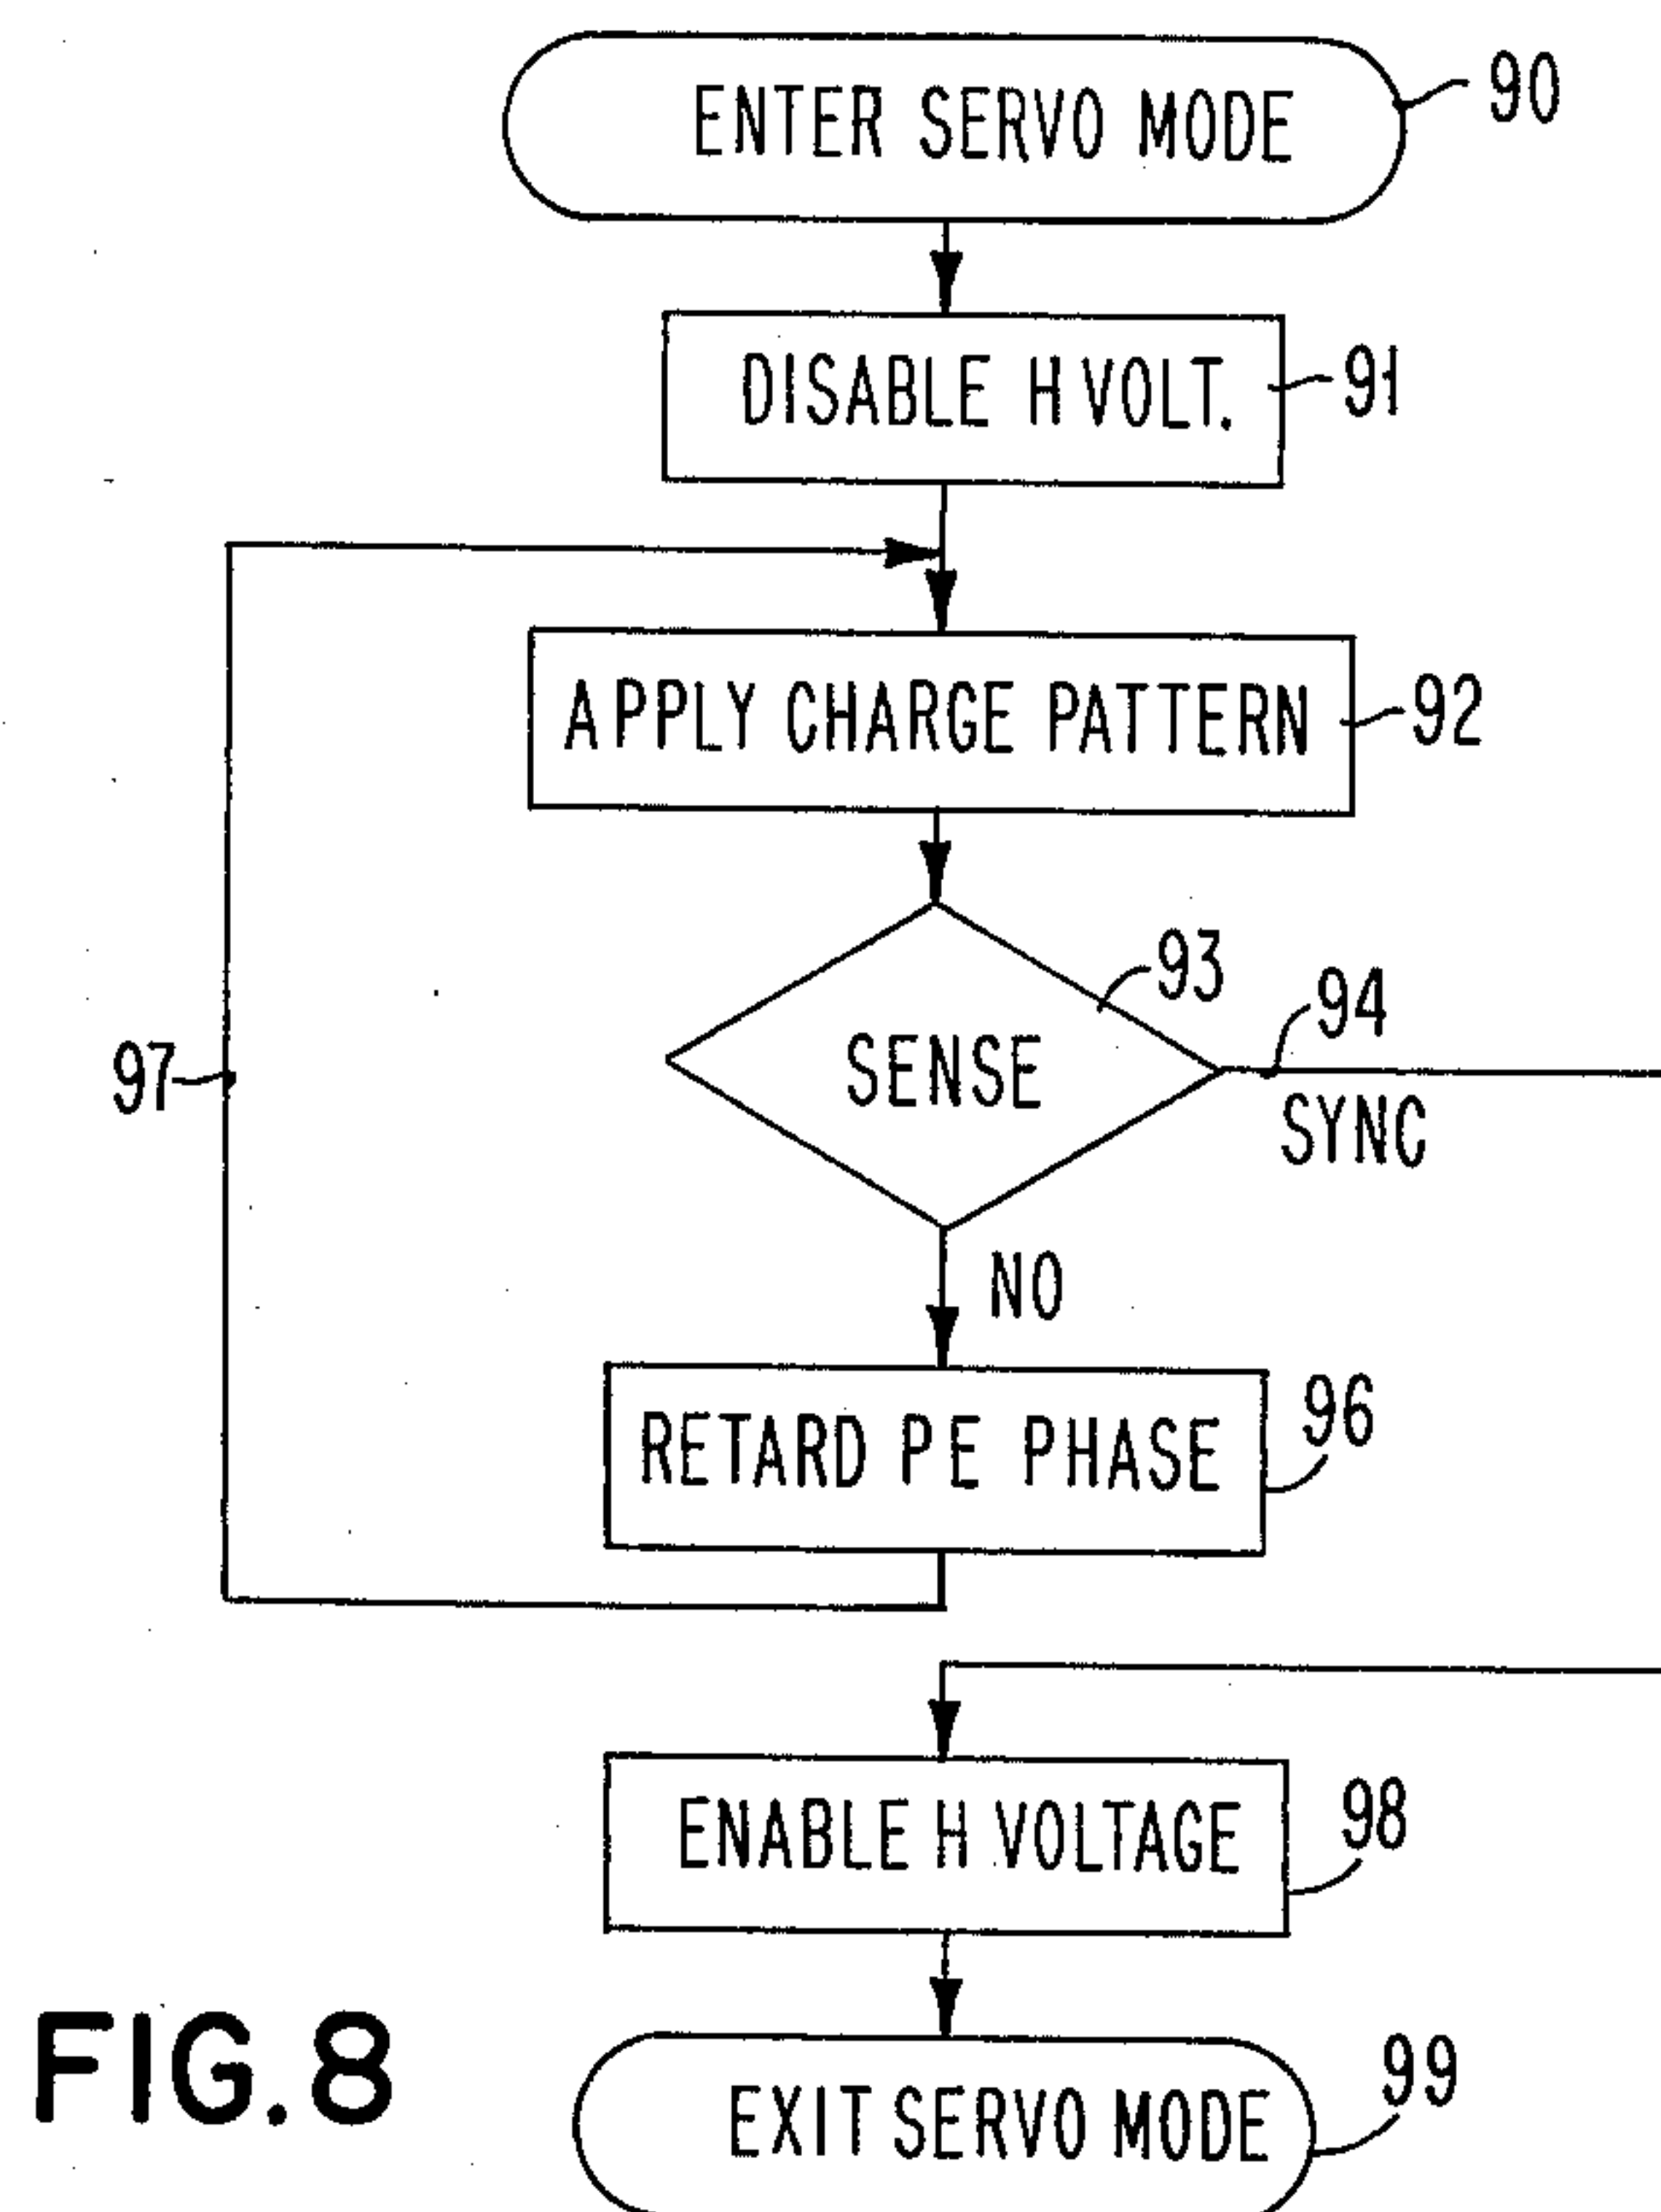 ENTER SERVO MODE
90
DISABLE H VOLT.
91
APPLY CHARGE PATTERN
92
93
94
SENSE
SYNC
97
NO
RETARD PE PHASE
96
ENABLE H VOLTAGE
98
EXIT SERVO MODE
99
FIG. 8